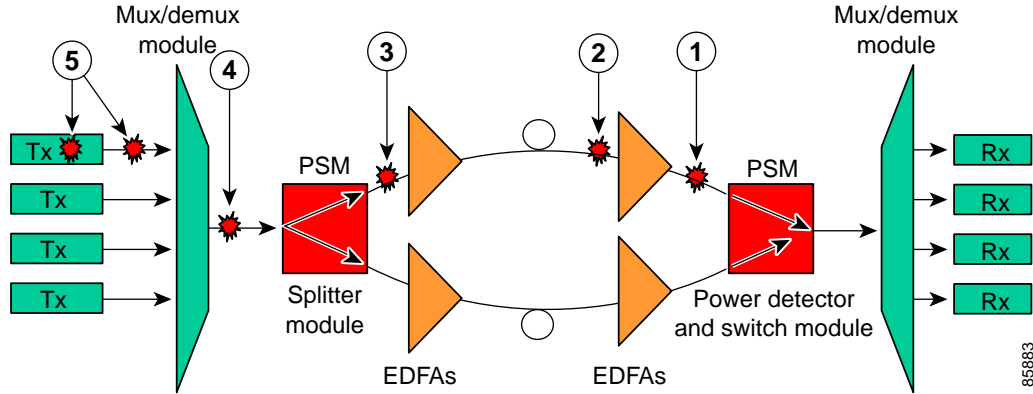 Mux/demux
module
Mux/demux
module
5
4
3
2
1
Tx
Tx
Tx
Tx
PSM
PSM
Rx
Rx
Rx
Rx
Splitter
module
Power detector
and switch module
EDFAs
EDFAs
85883